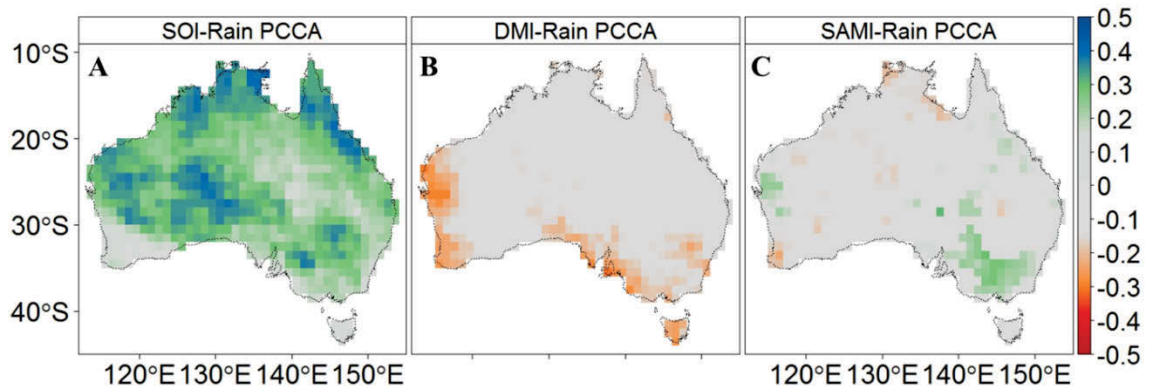 SOI-Rain PCCA
DMI-Rain PCCA
SAMI-Rain PCCA
A
B
C
10°S
20°S
30°S
40°S
120°E 130°E 140°E 150°E
120°E 130°E 140°E 150°E
0.5
0.4
0.3
0.2
0.1
0
-0.1
-0.2
-0.3
-0.4
-0.5